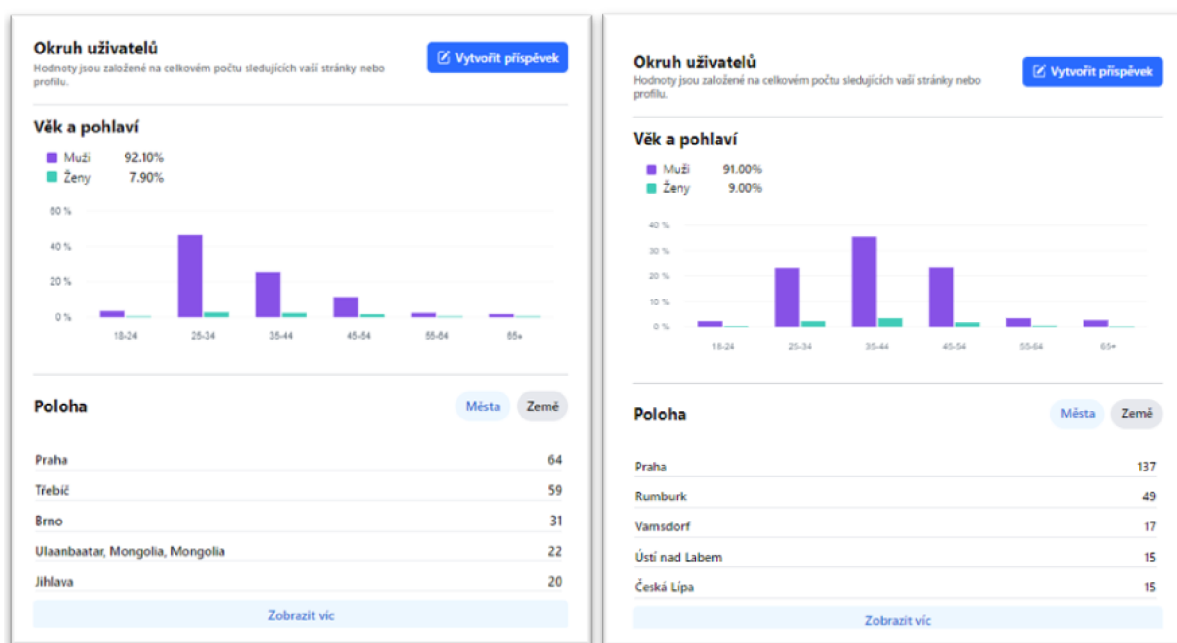 Okruh uživatelů
Vytvořit příspěvek
Hodnoty jsou založené na celkovém počtu sledujících vaší stránky nebo
profilu.
Věk a pohlaví
Muži 92.10%
Ženy 7.90%
60 %
40 %
20 %
0 %
18-24 25-34 35-44 45-54 55-64 65+
Poloha
Města Země
Praha 64
Třebíč 59
Brno 31
Ulaanbaatar, Mongolia, Mongolia 22
Jihlava 20
Zobrazit víc
Okruh uživatelů
Vytvořit příspěvek
Hodnoty jsou založené na celkovém počtu sledujících vaší stránky nebo
profilu.
Věk a pohlaví
Muži 91.00%
Ženy 9.00%
40 %
30 %
20 %
10 %
0 %
18-24 25-34 35-44 45-54 55-64 65+
Poloha
Města Země
Praha 137
Rumburk 49
Varnsdorf 17
Ústí nad Labem 15
Česká Lípa 15
Zobrazit víc